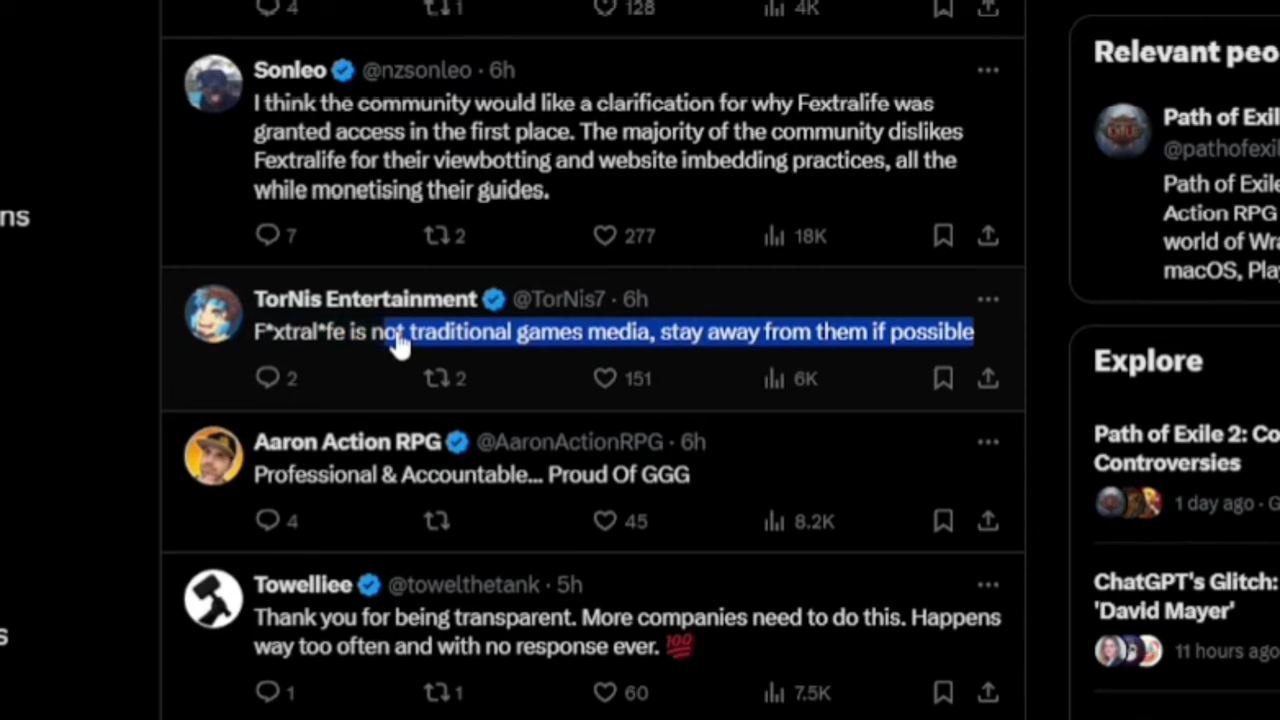 4 1 128 4K
Sonleo @nzsonleo · 6h
I think the community would like a clarification for why Fextralife was
granted access in the first place. The majority of the community dislikes
Fextralife for their viewbotting and website imbedding practices, all the
while monetising their guides.
7 2 277 18K
TorNis Entertainment @TorNis7 · 6h
F*xtral*fe is not traditional games media, stay away from them if possible
2 2 151 6K
Aaron Action RPG @AaronActionRPG · 6h
Professional & Accountable... Proud Of GGG
4 45 8.2K
Towelliee @towelthetank · 5h
Thank you for being transparent. More companies need to do this. Happens
way too often and with no response ever. 💯
1 1 60 7.5K
ns
s
Relevant peo
Path of Exil
@pathofexil
Path of Exile
Action RPG
world of Wra
macOS, Play
Explore
Path of Exile 2: Co
Controversies
1 day ago · G
ChatGPT's Glitch:
'David Mayer'
11 hours ago